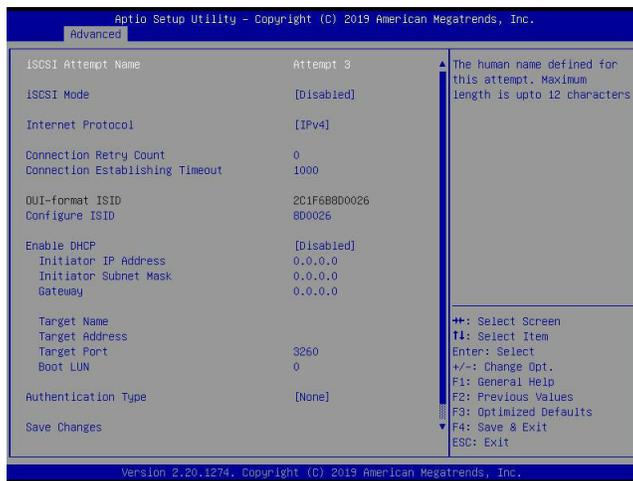 Aptio Setup Utility – Copyright (C) 2019 American Megatrends, Inc.
Advanced
iSCSI Attempt Name Attempt 3
iSCSI Mode [Disabled]
Internet Protocol [IPv4]
Connection Retry Count 0
Connection Establishing Timeout 1000
OUI-format ISID 2C1F6B8D0026
Configure ISID 8D0026
Enable DHCP [Disabled]
Initiator IP Address 0.0.0.0
Initiator Subnet Mask 0.0.0.0
Gateway 0.0.0.0
Target Name
Target Address
Target Port 3260
Boot LUN 0
Authentication Type [None]
Save Changes
The human name defined for
this attempt. Maximum
length is upto 12 characters
→←: Select Screen
↑↓: Select Item
Enter: Select
+/-: Change Opt.
F1: General Help
F2: Previous Values
F3: Optimized Defaults
F4: Save & Exit
ESC: Exit
Version 2.20.1274. Copyright (C) 2019 American Megatrends, Inc.